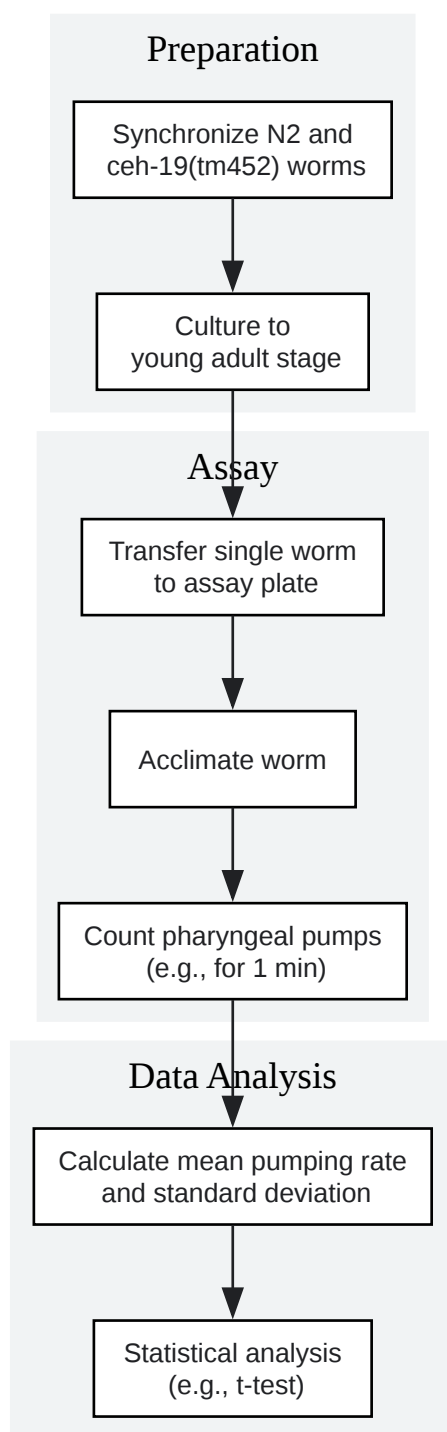 Preparation
Synchronize N2 and
ceh-19(tm452) worms
Culture to
young adult stage
Assay
Transfer single worm
to assay plate
Acclimate worm
Count pharyngeal pumps
(e.g., for 1 min)
Data Analysis
Calculate mean pumping rate
and standard deviation
Statistical analysis
(e.g., t-test)